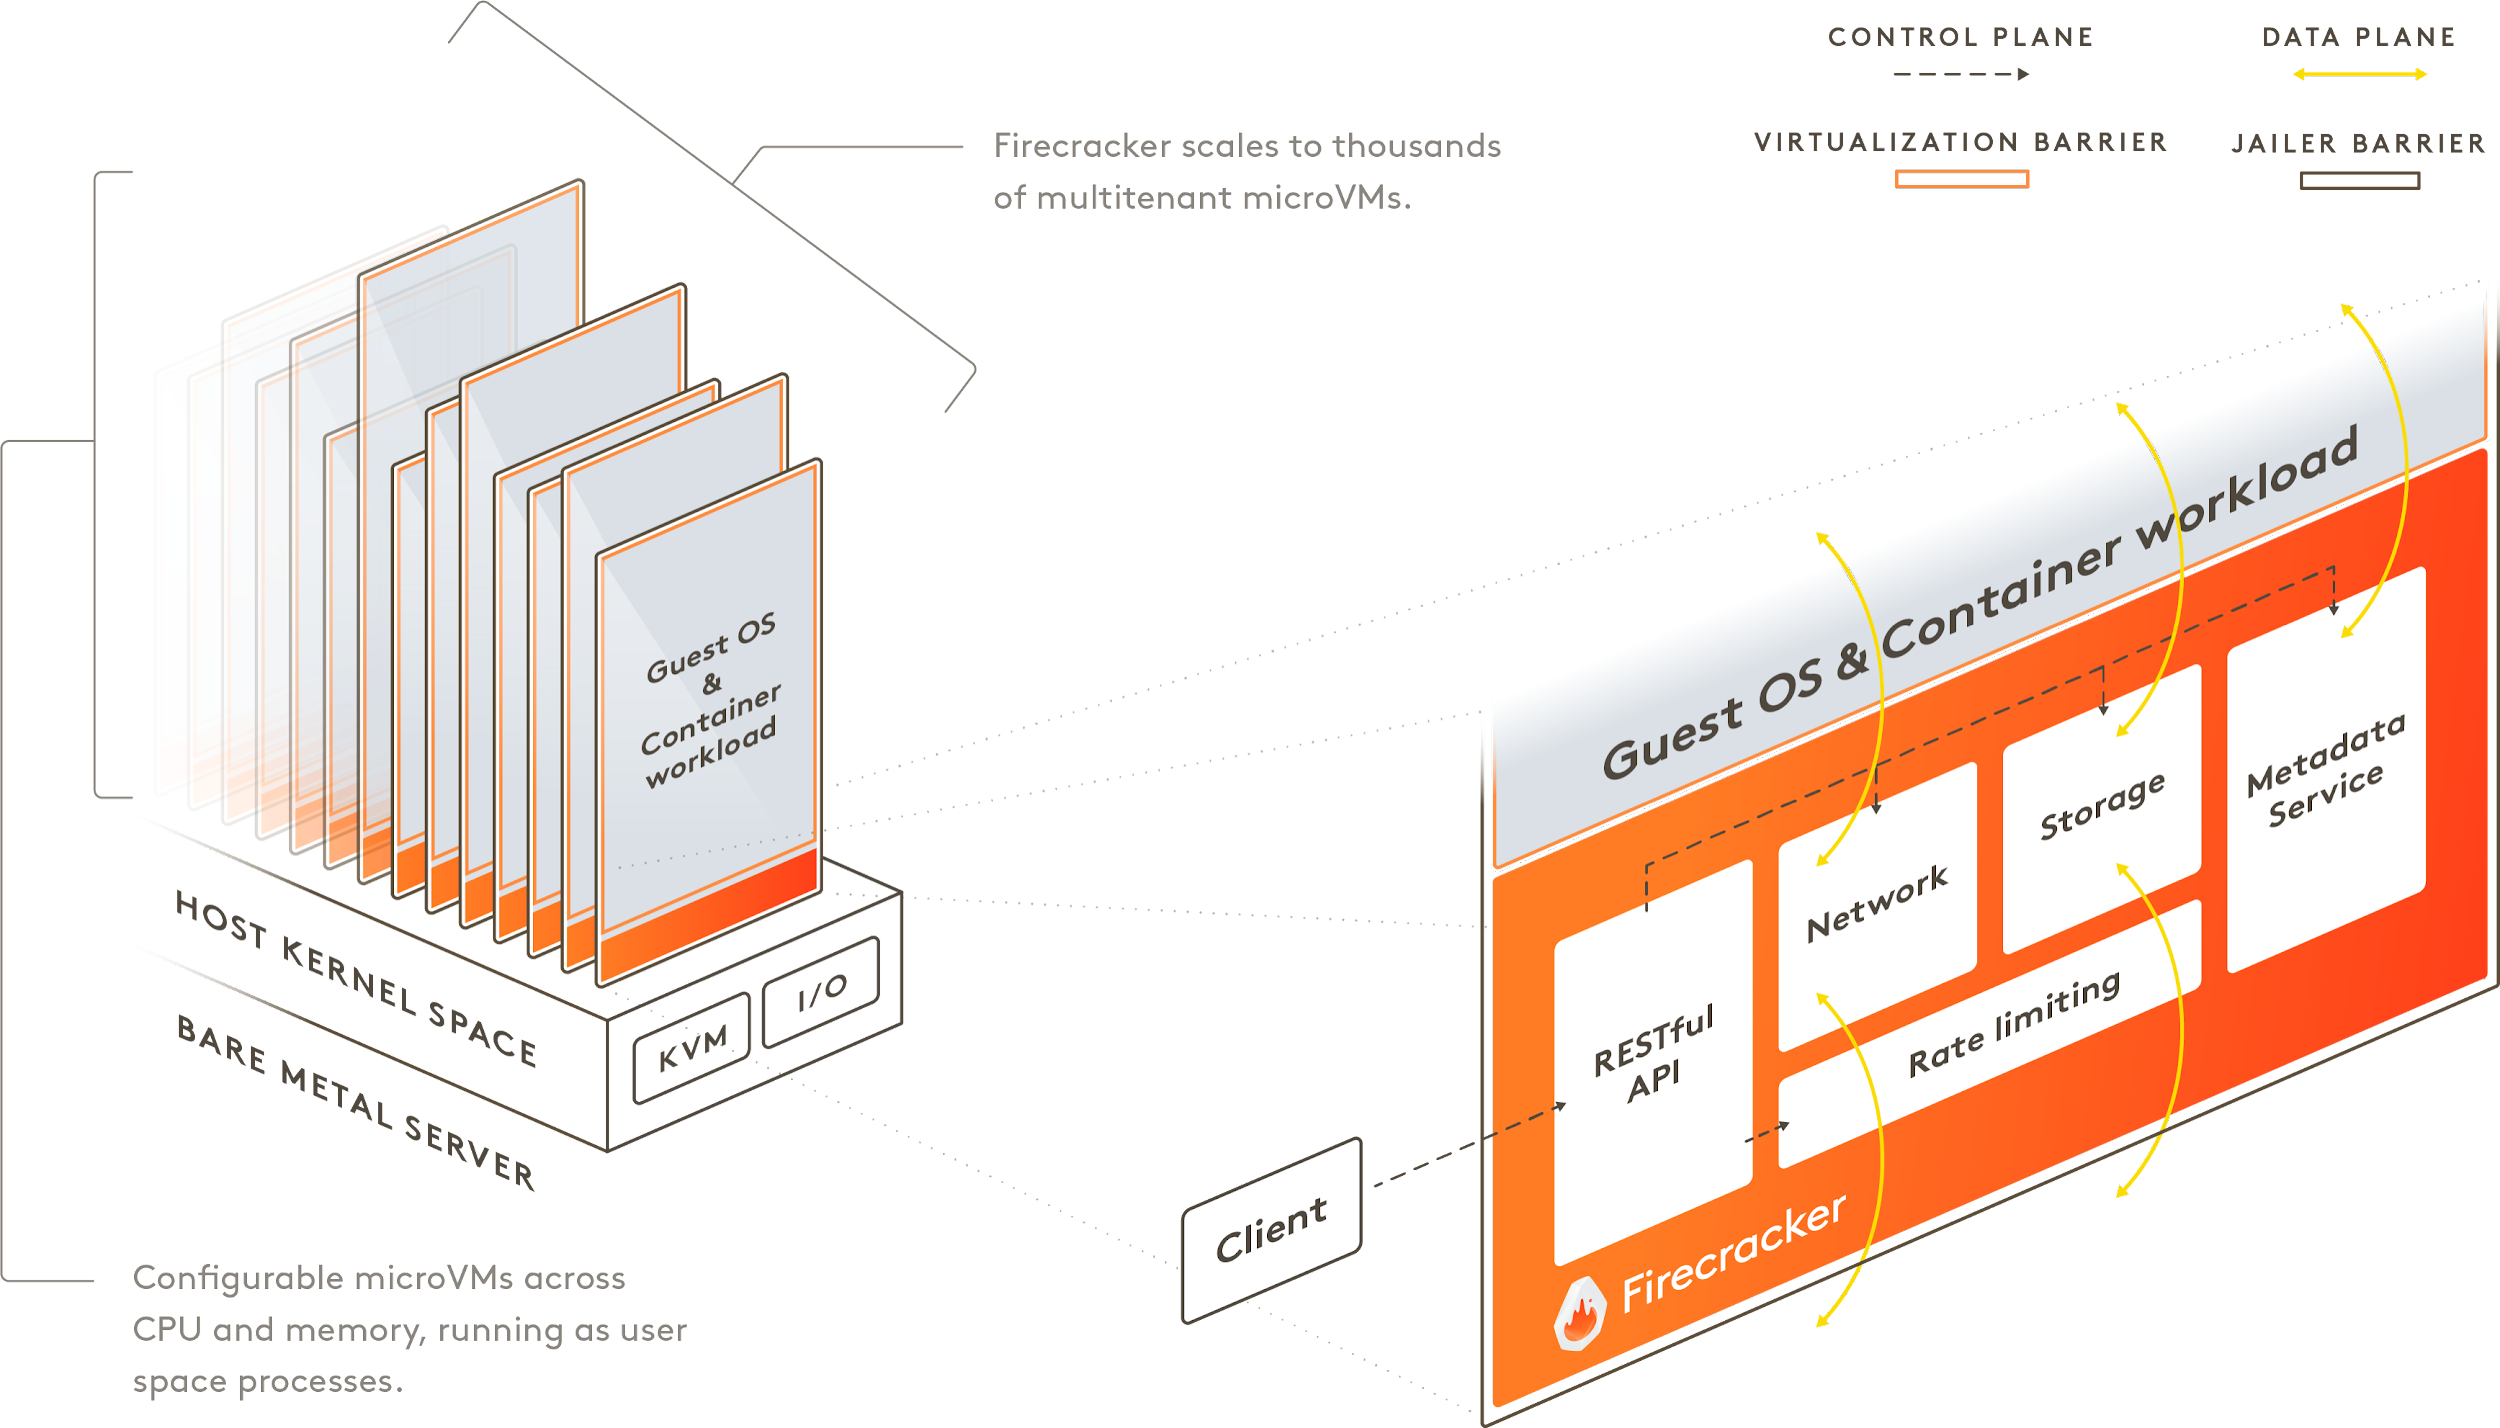 CONTROL PLANE
DATA PLANE
VIRTUALIZATION BARRIER
JAILER BARRIER
Firecracker scales to thousands
of multitenant microVMs.
Guest OS
&
Container
workload
HOST KERNEL SPACE
BARE METAL SERVER
KVM
I/O
Configurable microVMs across
CPU and memory, running as user
space processes.
Client
Guest OS & Container workload
RESTful
API
Network
Storage
Metadata
Service
Rate limiting
Firecracker